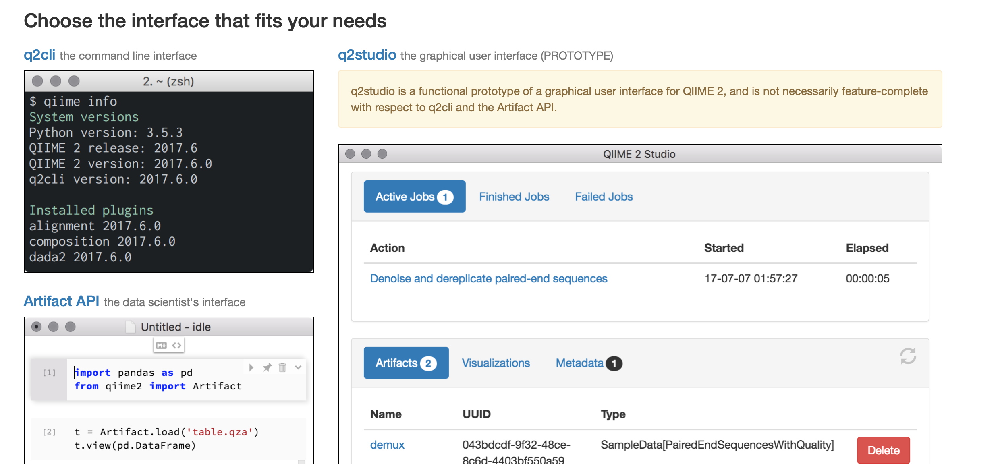 Choose the interface that fits your needs
q2cli the command line interface
2. ~ (zsh)
$ qiime info
System versions
Python version: 3.5.3
QIIME 2 release: 2017.6
QIIME 2 version: 2017.6.0
q2cli version: 2017.6.0
Installed plugins
alignment 2017.6.0
composition 2017.6.0
dada2 2017.6.0
Artifact API the data scientist's interface
Untitled - idle
M↓ <>
[1] import pandas as pd
from qiime2 import Artifact
[2] t = Artifact.load('table.qza')
t.view(pd.DataFrame)
q2studio the graphical user interface (PROTOTYPE)
q2studio is a functional prototype of a graphical user interface for QIIME 2, and is not necessarily feature-complete
with respect to q2cli and the Artifact API.
QIIME 2 Studio
Active Jobs 1 Finished Jobs Failed Jobs
Action Started Elapsed
Denoise and dereplicate paired-end sequences 17-07-07 01:57:27 00:00:05
Artifacts 2 Visualizations Metadata 1
Name UUID Type
demux 043bdcdf-9f32-48ce- SampleData[PairedEndSequencesWithQuality] Delete
8c6d-4403bf550a59